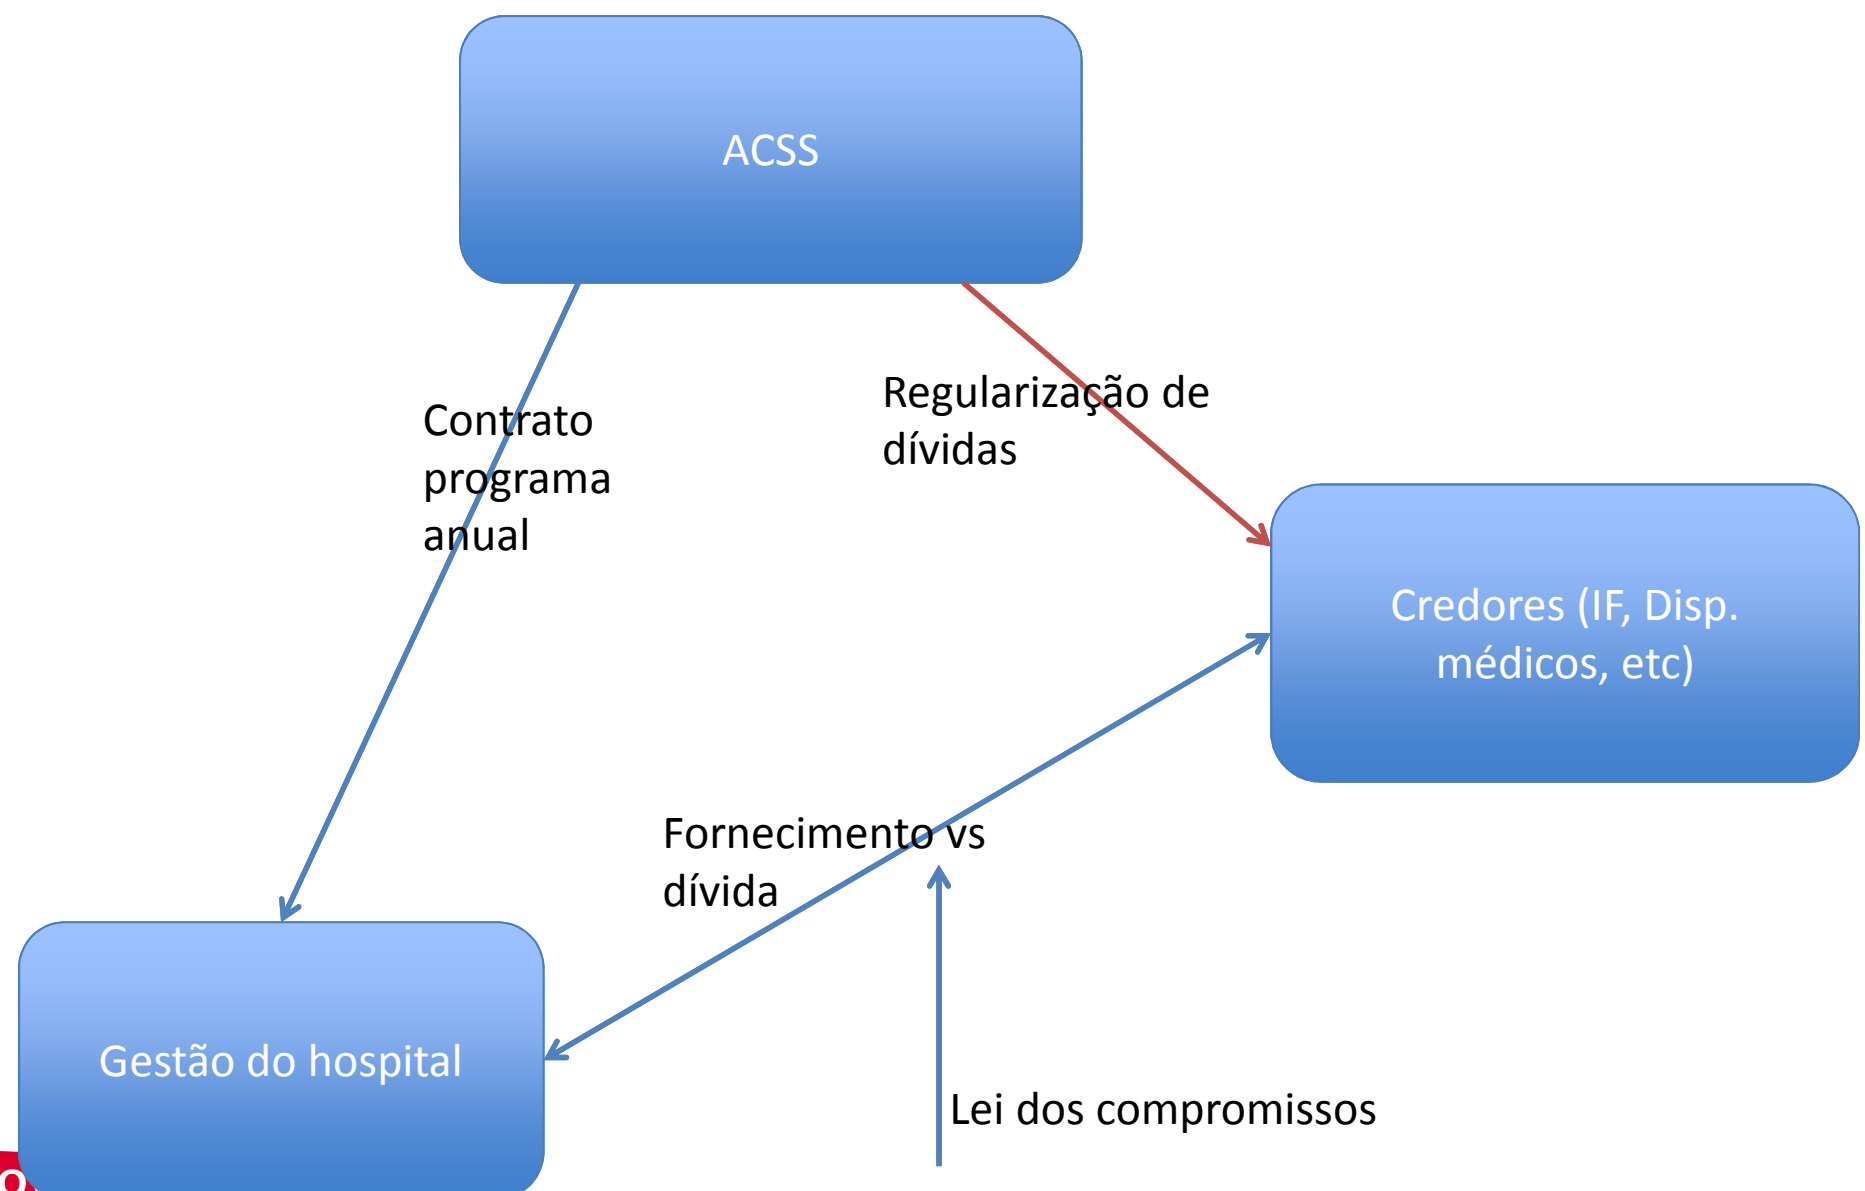 ACSS
Regularização de
dívidas
Contrato
programa
anual
Credores (IF, Disp.
médicos, etc)
Fornecimento vs
dívida
Gestão do hospital
Lei dos compromissos